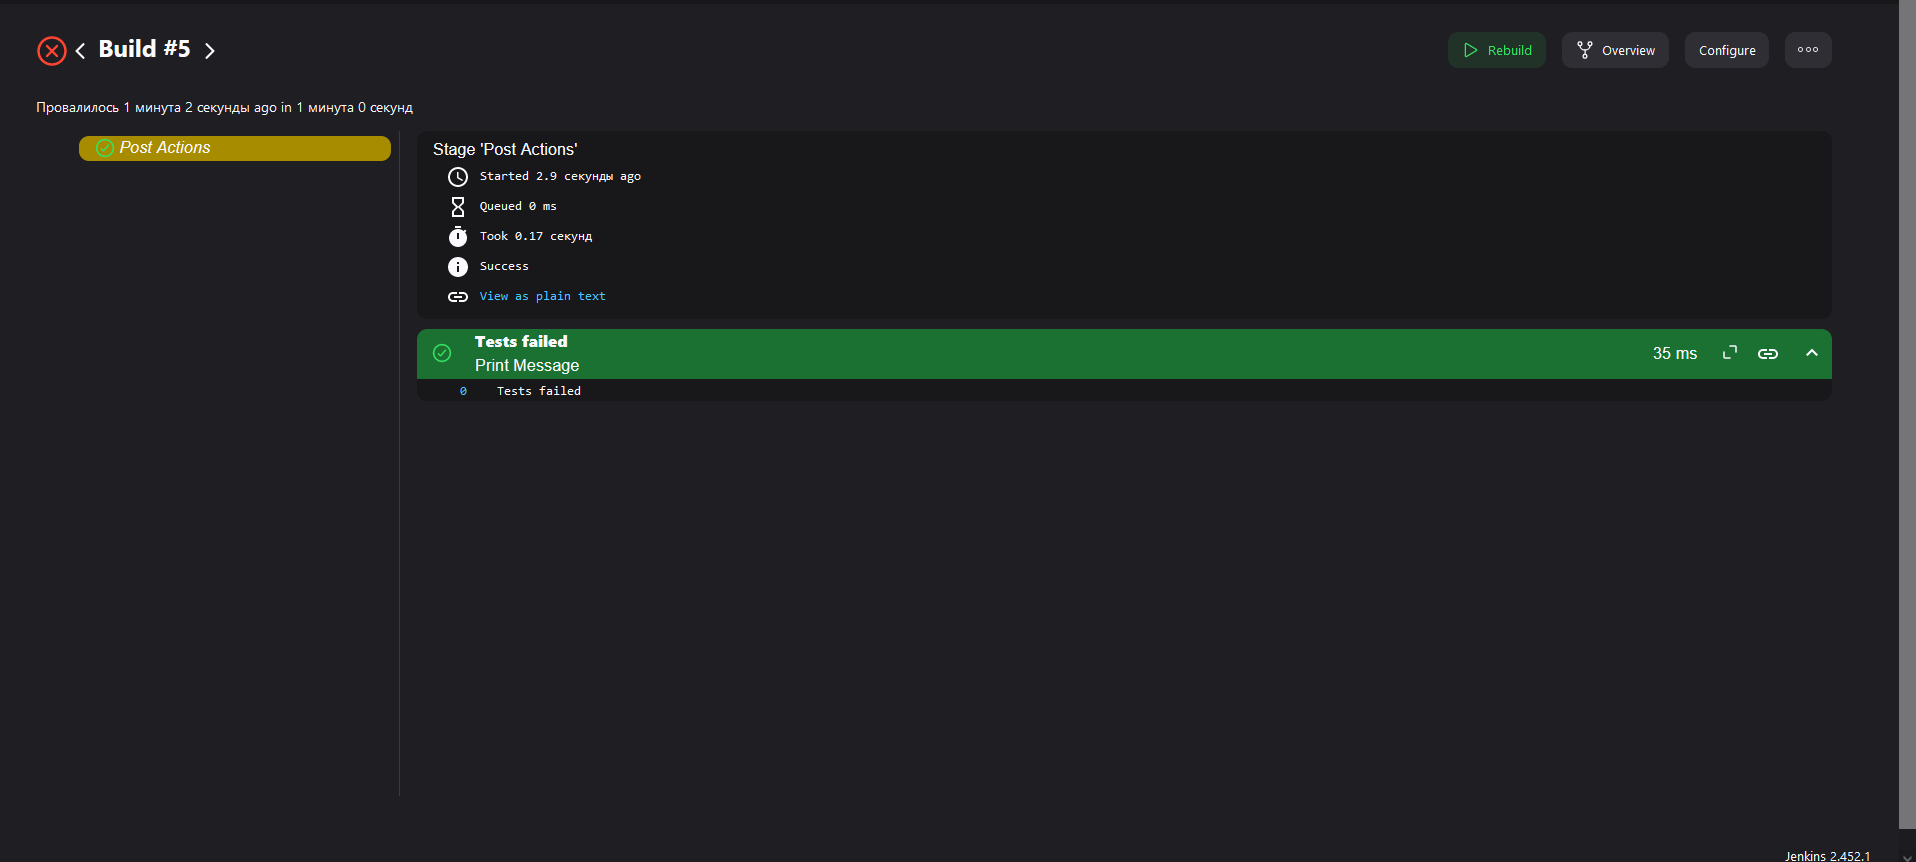 Build #5
Rebuild
Overview
Configure
Провалилось 1 минута 2 секунды ago in 1 минута 0 секунд
Post Actions
Stage 'Post Actions'
Started 2.9 секунды ago
Queued 0 ms
Took 0.17 секунд
Success
View as plain text
Tests failed
Print Message
35 ms
0 Tests failed
Jenkins 2.452.1